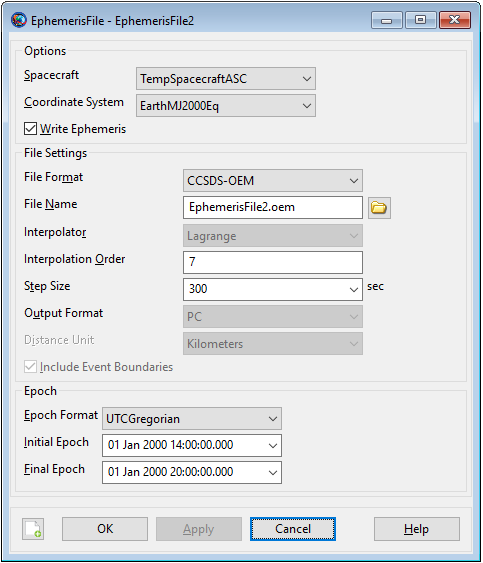 EphemerisFile - EphemerisFile2
Options
Spacecraft TempSpacecraftASC
Coordinate System EarthMJ2000Eq
Write Ephemeris
File Settings
File Format CCSDS-OEM
File Name EphemerisFile2.oem
Interpolator Lagrange
Interpolation Order 7
Step Size 300 sec
Output Format PC
Distance Unit Kilometers
Include Event Boundaries
Epoch
Epoch Format UTCGregorian
Initial Epoch 01 Jan 2000 14:00:00.000
Final Epoch 01 Jan 2000 20:00:00.000
OK Apply Cancel Help